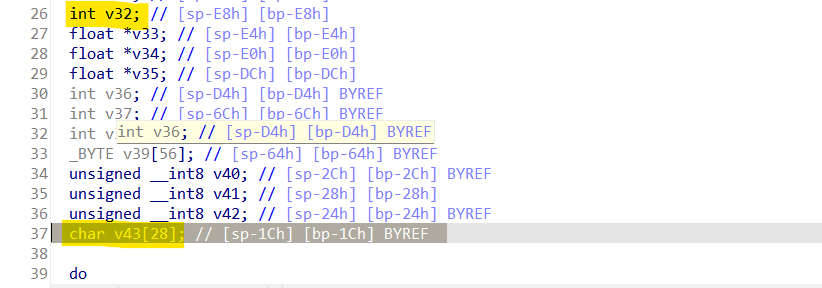 26 int v32; // [sp-E8h] [bp-E8h]
27 float *v33; // [sp-E4h] [bp-E4h]
28 float *v34; // [sp-E0h] [bp-E0h]
29 float *v35; // [sp-DCh] [bp-DCh]
30 int v36; // [sp-D4h] [bp-D4h] BYREF
31 int v37; // [sp-6Ch] [bp-6Ch] BYREF
32 int int v36; // [sp-D4h] [bp-D4h] BYREF
33 _BYTE v39[56]; // [sp-64h] [bp-64h] BYREF
34 unsigned __int8 v40; // [sp-2Ch] [bp-2Ch] BYREF
35 unsigned __int8 v41; // [sp-28h] [bp-28h]
36 unsigned __int8 v42; // [sp-24h] [bp-24h] BYREF
37 char v43[28]; // [sp-1Ch] [bp-1Ch] BYREF
38
39 do